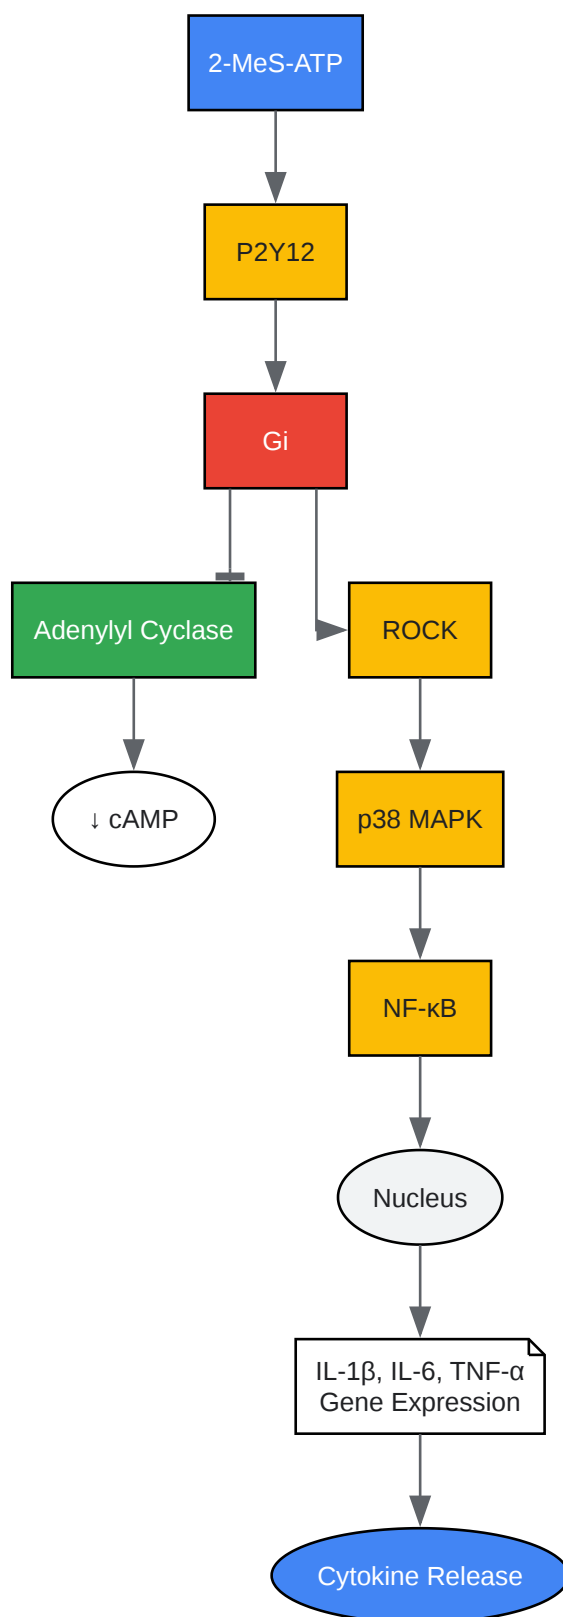 2-MeS-ATP
P2Y12
Gi
Adenylyl Cyclase
ROCK
↓ cAMP
p38 MAPK
NF-κB
Nucleus
IL-1β, IL-6, TNF-α
Gene Expression
Cytokine Release